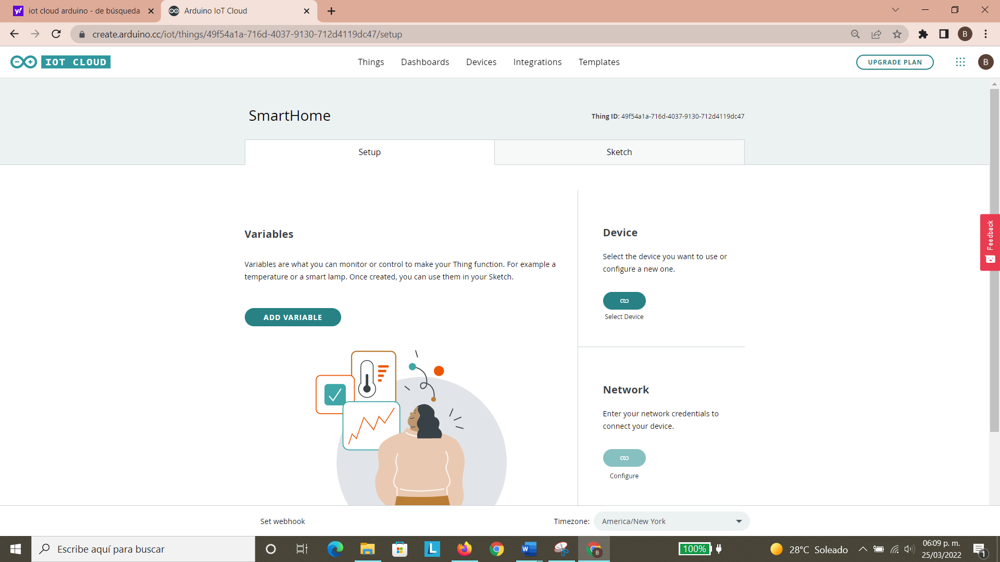 iot cloud arduino - de búsqueda
Arduino IoT Cloud
create.arduino.cc/iot/things/49f54a1a-716d-4037-9130-712d4119dc47/setup
B
IOT CLOUD
Things
Dashboards
Devices
Integrations
Templates
UPGRADE PLAN
B
SmartHome
Thing ID: 49f54a1a-716d-4037-9130-712d4119dc47
Setup
Sketch
Variables
Variables are what you can monitor or control to make your Thing function. For example a
temperature or a smart lamp. Once created, you can use them in your Sketch.
ADD VARIABLE
Device
Select the device you want to use or
configure a new one.
Select Device
Network
Enter your network credentials to
connect your device.
Configure
Feedback
Set webhook
Timezone:
America/New York
Escribe aquí para buscar
L
W
B
100%
28°C Soleado
06:09 p. m.
25/03/2022
1